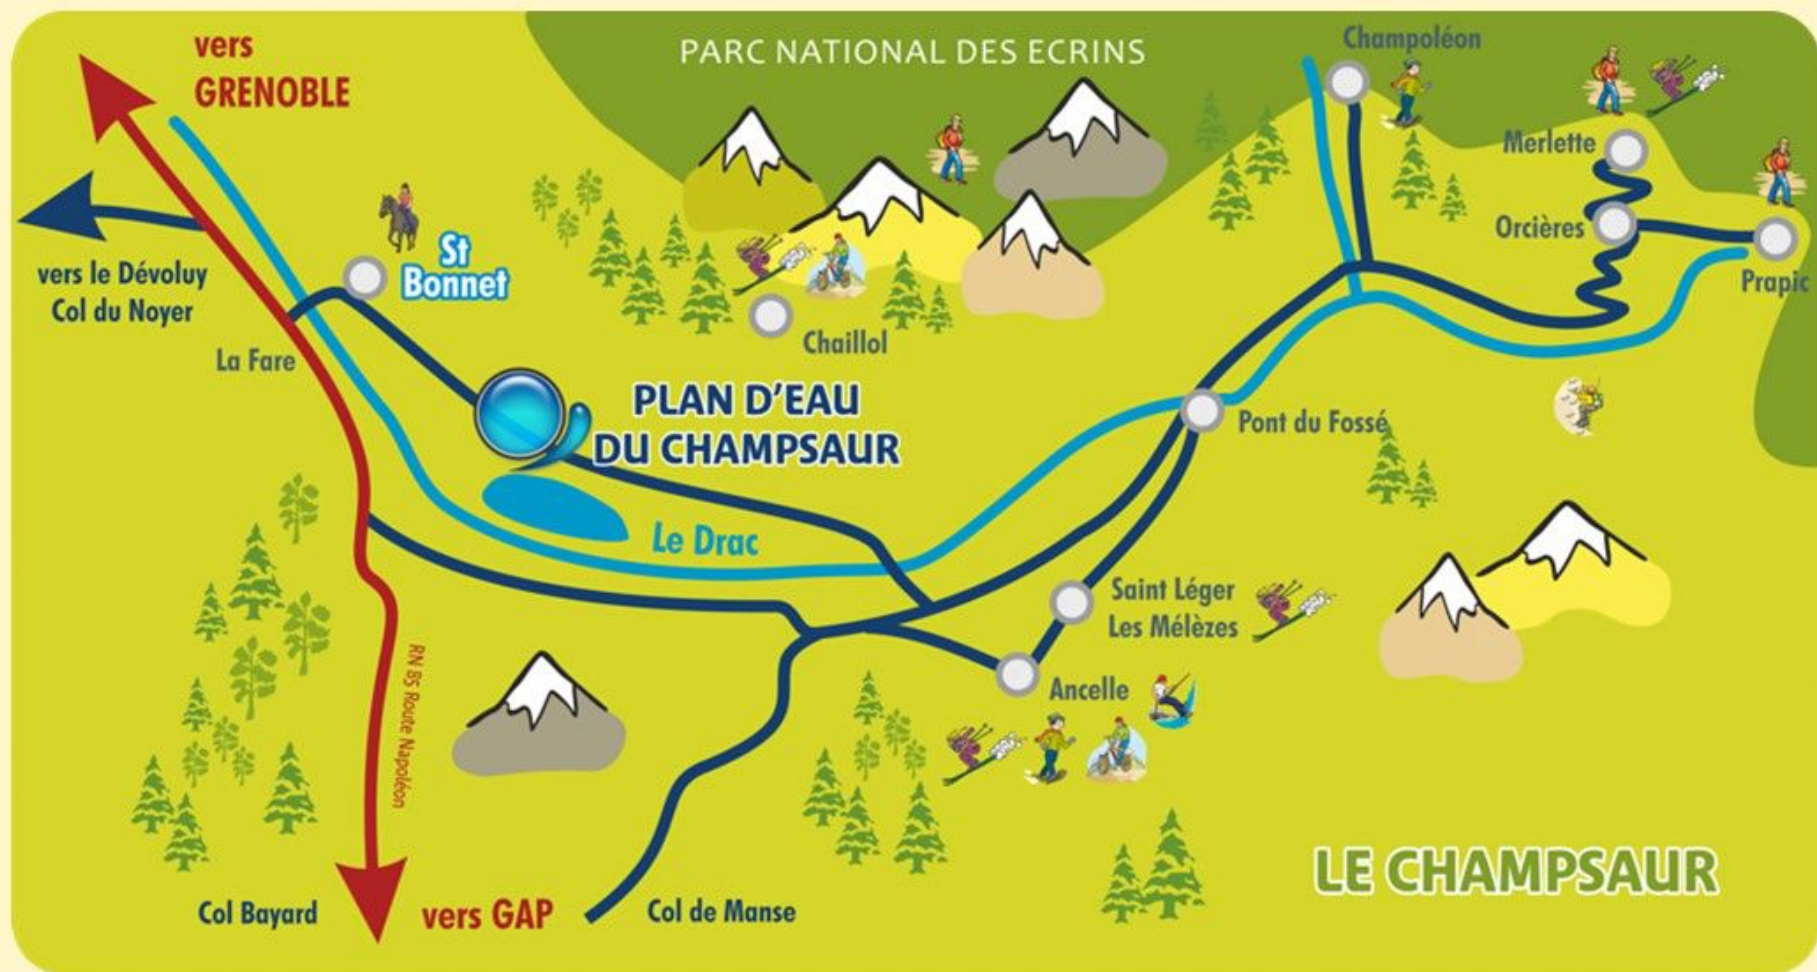 vers
GRENOBLE
PARC NATIONAL DES ECRINS
Champoléon
Merlette
Orcières
Prapic
St
Bonnet
vers le Dévoluy
Col du Noyer
La Fare
Chaillol
PLAN D'EAU
DU CHAMPSAUR
Pont du Fossé
Le Drac
Saint Léger
Les Mélèzes
Ancelle
RN 85 Route Napoléon
LE CHAMPSAUR
Col Bayard
vers GAP
Col de Manse